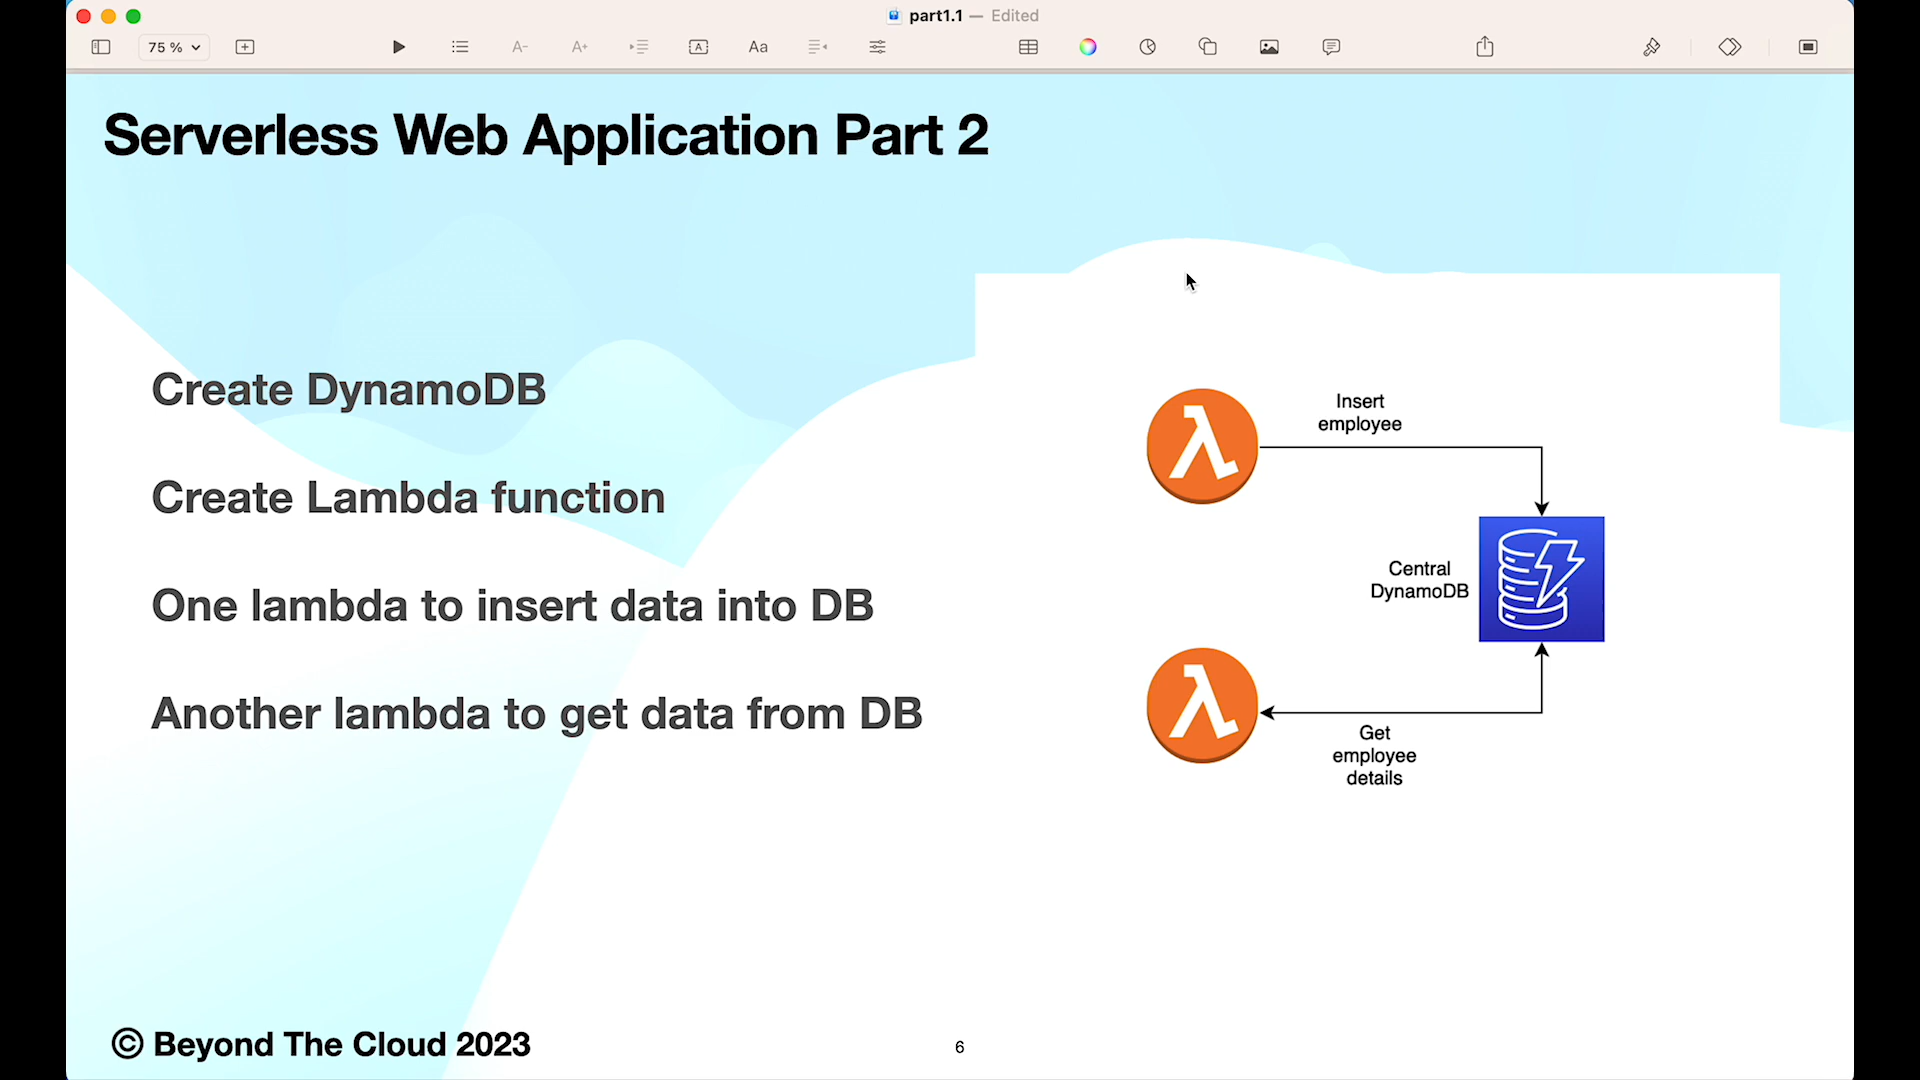 part1.1 — Edited
75 %
A-
A+
A
Aa
Serverless Web Application Part 2
Create DynamoDB
Create Lambda function
One lambda to insert data into DB
Another lambda to get data from DB
Insert
employee
Central
DynamoDB
Get
employee
details
© Beyond The Cloud 2023
6